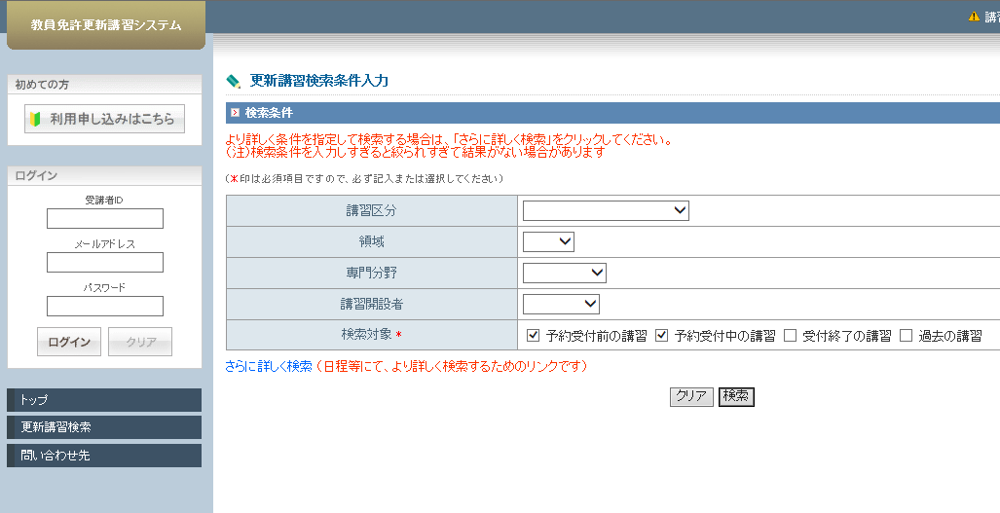 教員免許更新講習システム
講習
初めての方
利用申し込みはこちら
ログイン
受講者ID
メールアドレス
パスワード
ログイン
クリア
トップ
更新講習検索
問い合わせ先
更新講習検索条件入力
検索条件
より詳しく条件を指定して検索する場合は、「さらに詳しく検索」をクリックしてください。
(注)検索条件を入力しすぎると絞られすぎて結果がない場合があります
(*印は必須項目ですので、必ず記入または選択してください)
講習区分
領域
専門分野
講習開設者
検索対象 *
予約受付前の講習 予約受付中の講習 受付終了の講習 過去の講習
さらに詳しく検索 (日程等にて、より詳しく検索するためのリンクです)
クリア 検索